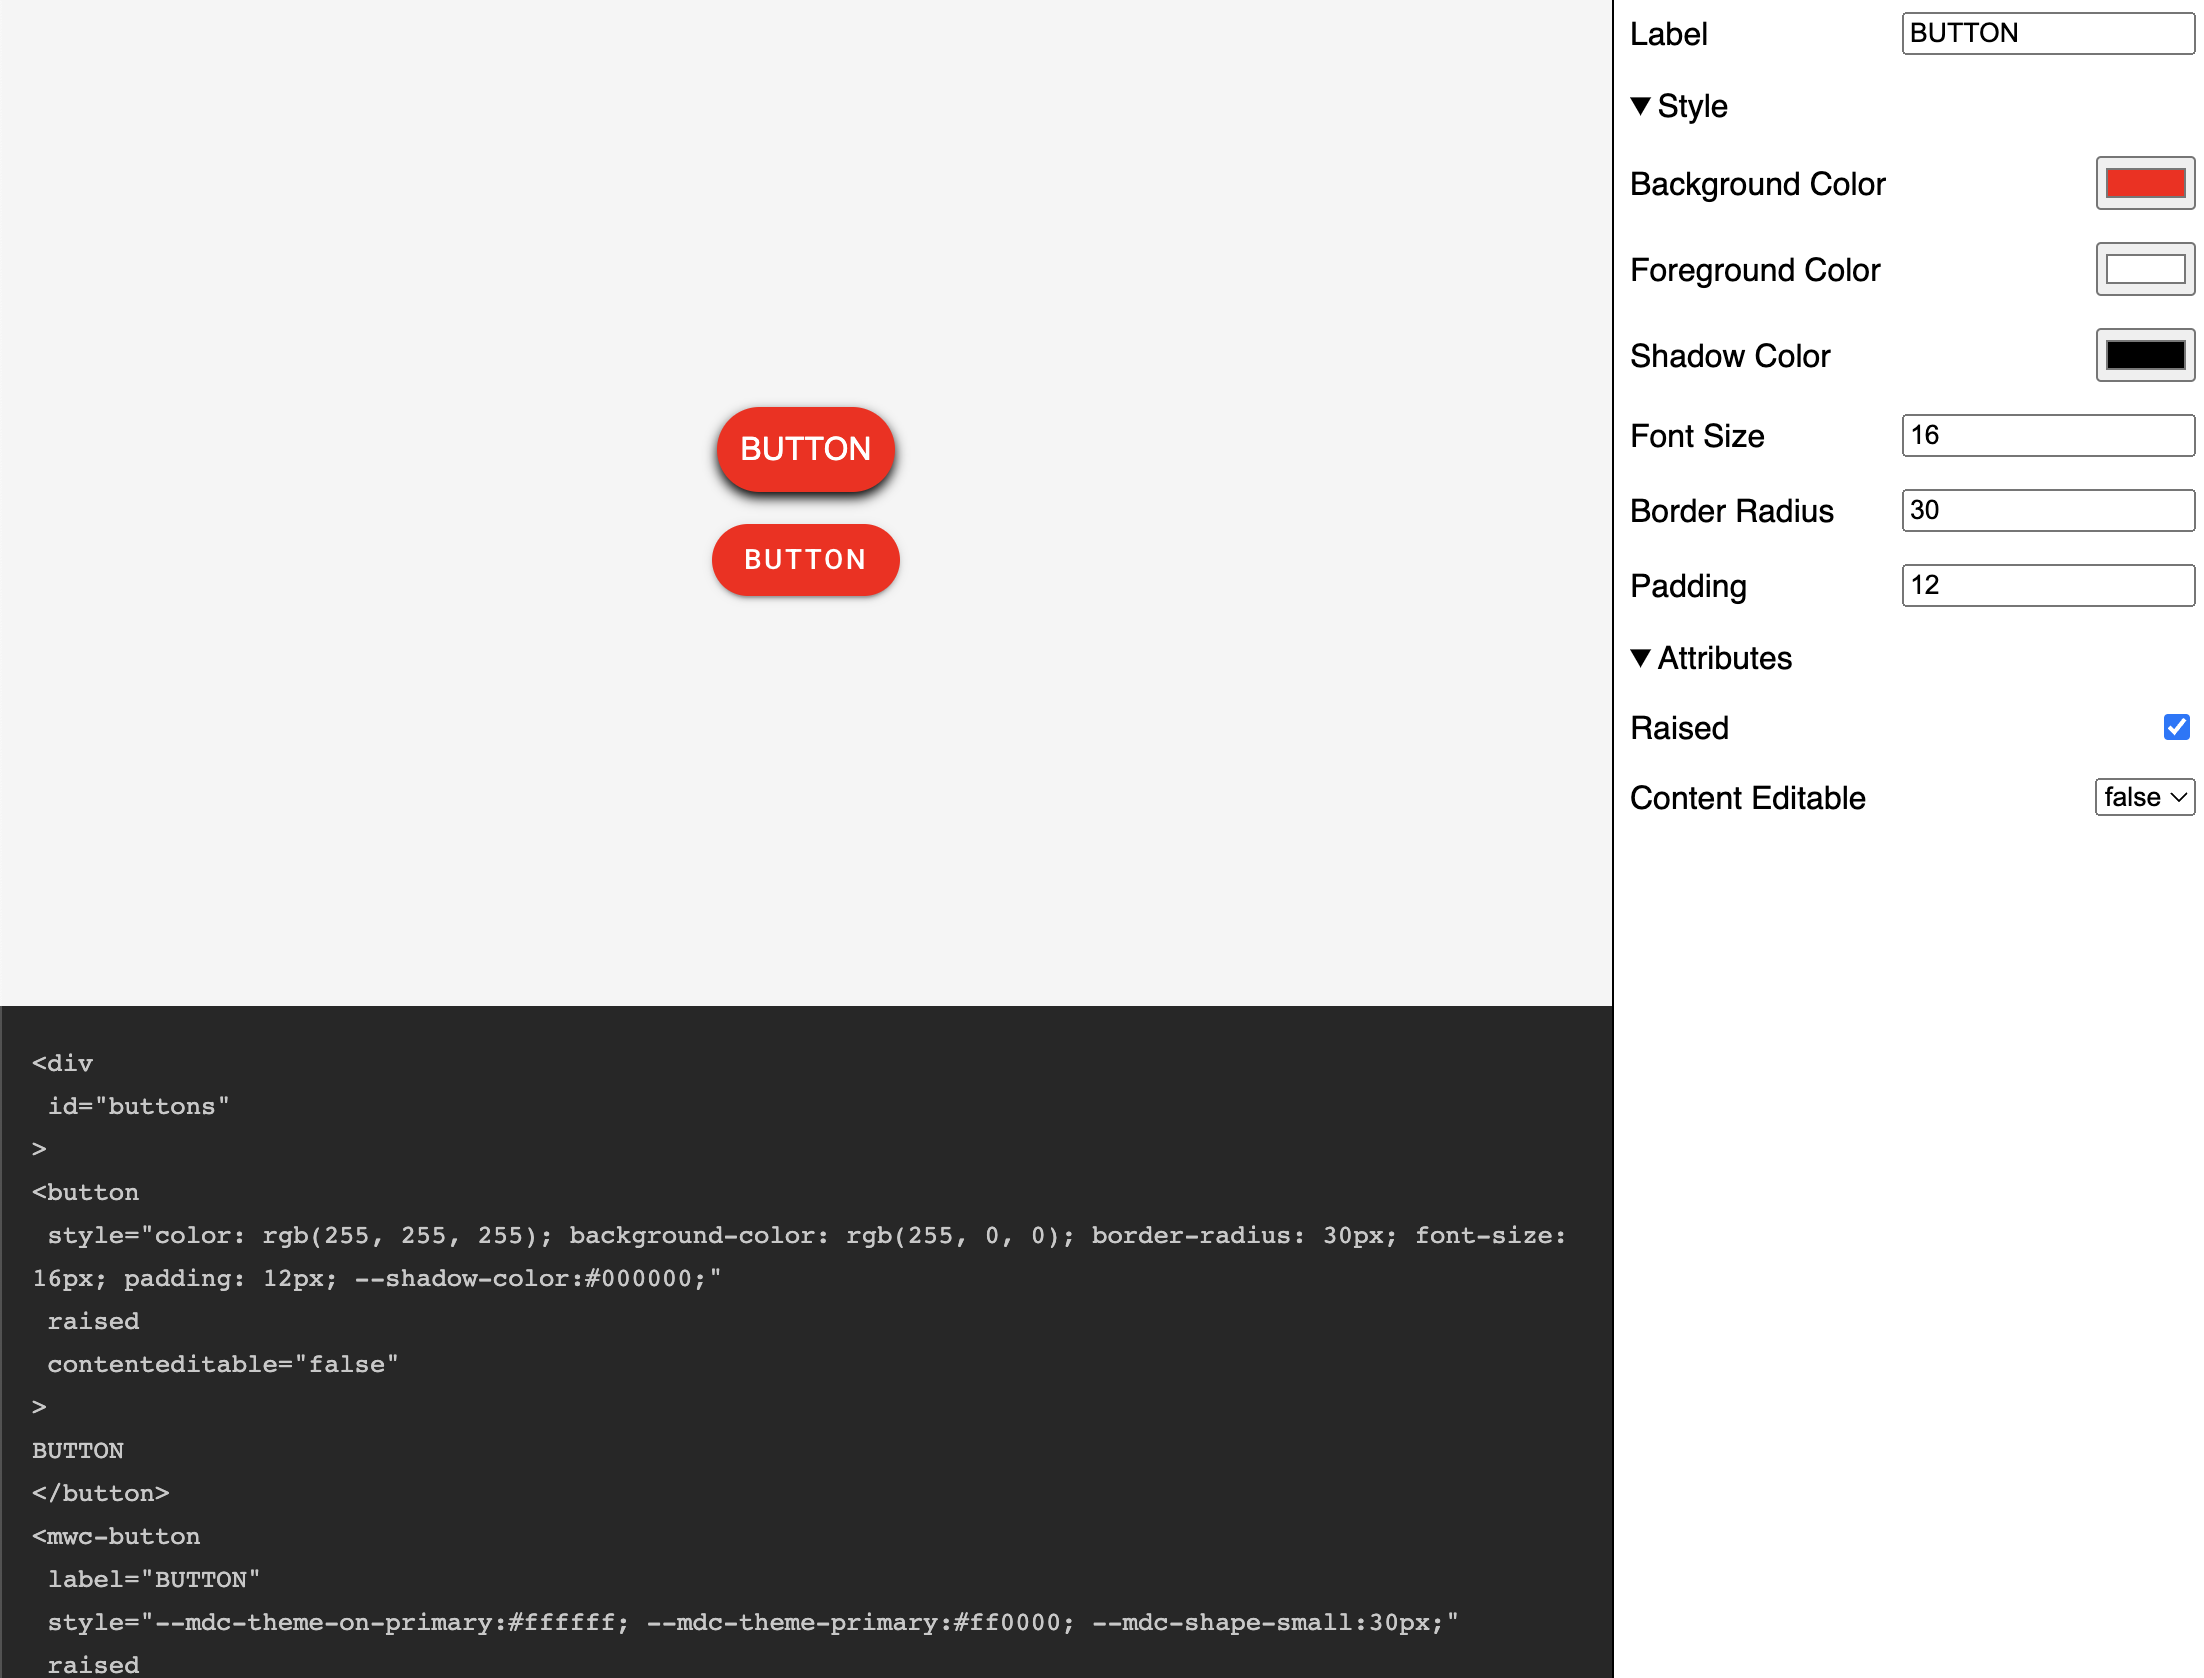 Label
BUTTON
Style
Background Color
Foreground Color
Shadow Color
Font Size
16
Border Radius
30
Padding
12
Attributes
Raised
Content Editable
false
BUTTON
BUTTON
<div
id="buttons"
>
<button
style="color: rgb(255, 255, 255); background-color: rgb(255, 0, 0); border-radius: 30px; font-size:
16px; padding: 12px; --shadow-color:#000000;"
raised
contenteditable="false"
>
BUTTON
</button>
<mwc-button
label="BUTTON"
style="--mdc-theme-on-primary:#ffffff; --mdc-theme-primary:#ff0000; --mdc-shape-small:30px;"
raised